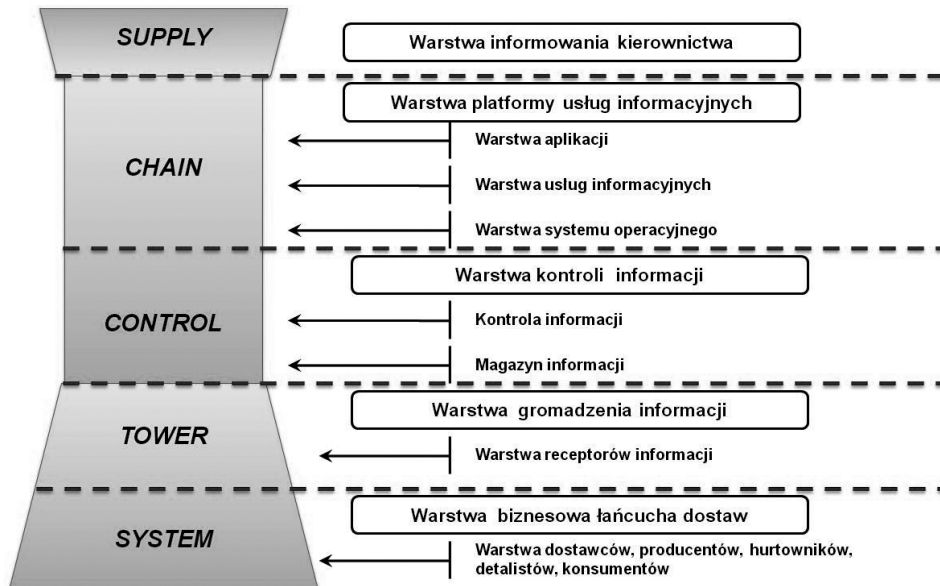 SUPPLY
Warstwa informowania kierownictwa
Warstwa platformy usług informacyjnych
CHAIN
Warstwa aplikacji
Warstwa uslug informacyjnych
Warstwa systemu operacyjnego
Warstwa kontroli informacji
CONTROL
Kontrola informacji
Magazyn informacji
Warstwa gromadzenia informacji
TOWER
Warstwa receptorów informacji
Warstwa biznesowa łańcucha dostaw
SYSTEM
Warstwa dostawców, producentów, hurtowników,
detalistów, konsumentów